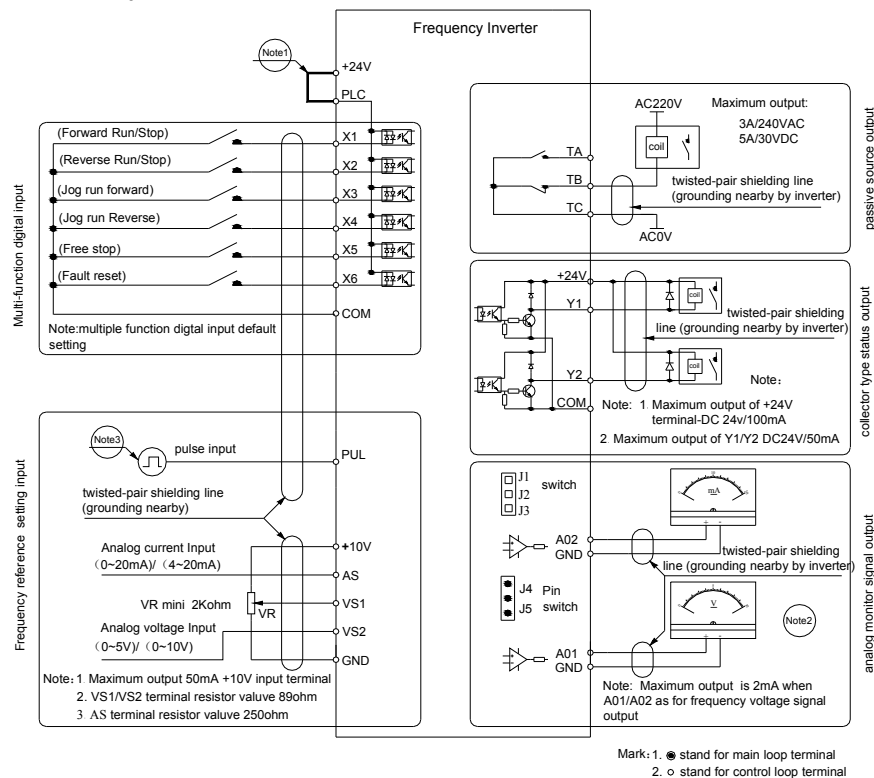 Frequency Inverter
Note1
+24V
PLC
Multi-function digital input
(Forward Run/Stop)
X1
(Reverse Run/Stop)
X2
(Jog run forward)
X3
(Jog run Reverse)
X4
(Free stop)
X5
(Fault reset)
X6
COM
Note:multiple function digtal input default
setting
Frequency reference setting input
Note3
pulse input
PUL
twisted-pair shielding line
(grounding nearby)
+10V
Analog current Input
(0~20mA)/ (4~20mA)
AS
VR mini 2Kohm
VR
VS1
Analog voltage Input
(0~5V)/ (0~10V)
VS2
GND
Note: 1. Maximum output 50mA +10V input terminal
2. VS1/VS2 terminal resistor valuve 89ohm
3. AS terminal resistor valuve 250ohm
passive source output
AC220V
Maximum output:
3A/240VAC
5A/30VDC
coil
TA
TB
TC
twisted-pair shielding line
(grounding nearby by inverter)
AC0V
collector type status output
+24V
coil
Y1
twisted-pair shielding
line (grounding nearby by inverter)
coil
Y2
Note:
COM
Note: 1. Maximum output of +24V
terminal-DC 24v/100mA
2. Maximum output of Y1/Y2 DC24V/50mA
analog monitor signal output
J1
J2
J3
switch
mA
+ -
A02
GND
twisted-pair shielding
line (grounding nearby by inverter)
J4 Pin
J5 switch
V
+ -
Note2
A01
GND
Note: Maximum output is 2mA when
A01/A02 as for frequency voltage signal
output
Mark: 1. stand for main loop terminal
2. stand for control loop terminal